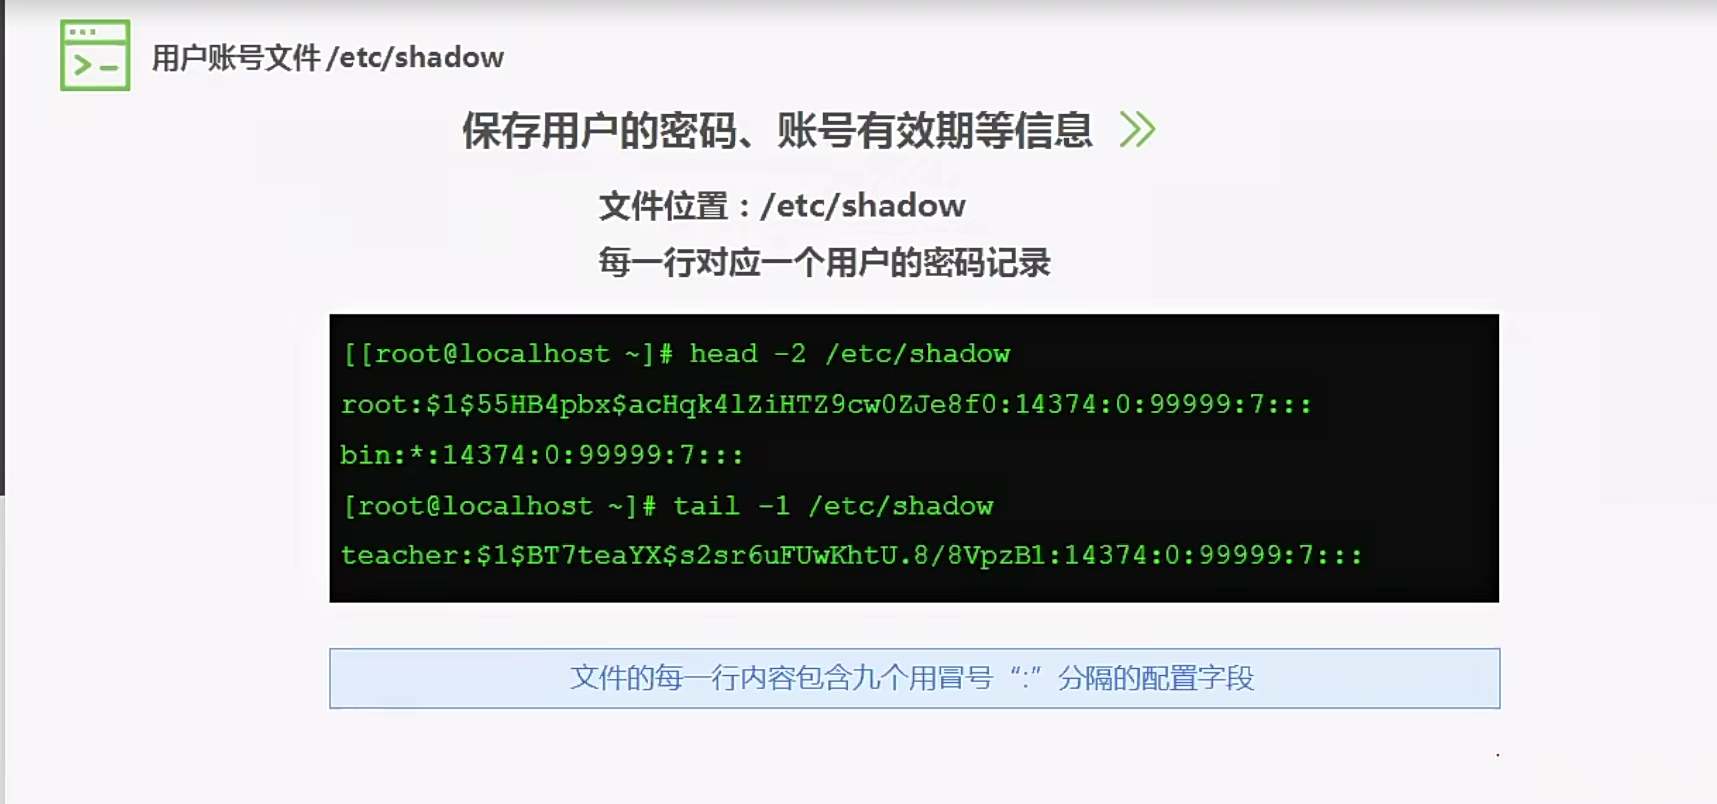 用户账号文件/etc/shadow
保存用户的密码、账号有效期等信息
文件位置：/etc/shadow
每一行对应一个用户的密码记录
[[root@localhost ~]# head -2 /etc/shadow
root:$1$55HB4pbx$acHqk4lZiHTZ9cw0ZJe8f0:14374:0:99999:7:::
bin:*:14374:0:99999:7:::
[root@localhost ~]# tail -1 /etc/shadow
teacher:$1$BT7teaYX$s2sr6uFUwKhtU.8/8VpzB1:14374:0:99999:7:::
文件的每一行内容包含九个用冒号“:”分隔的配置字段